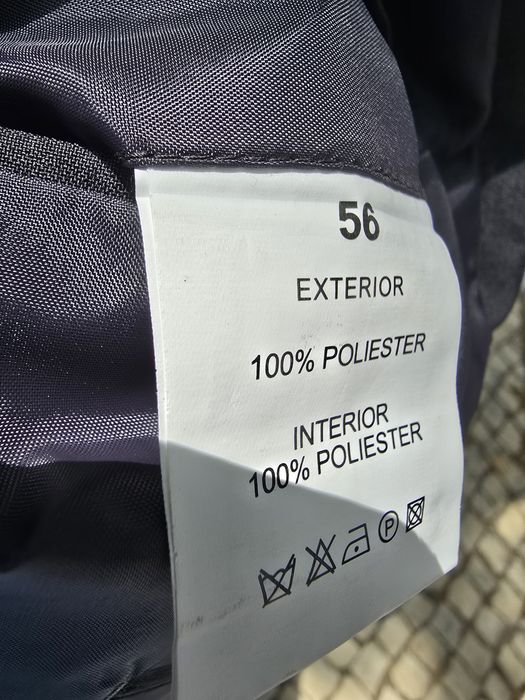 56
EXTERIOR
100% POLIESTER
INTERIOR
100% POLIESTER
P